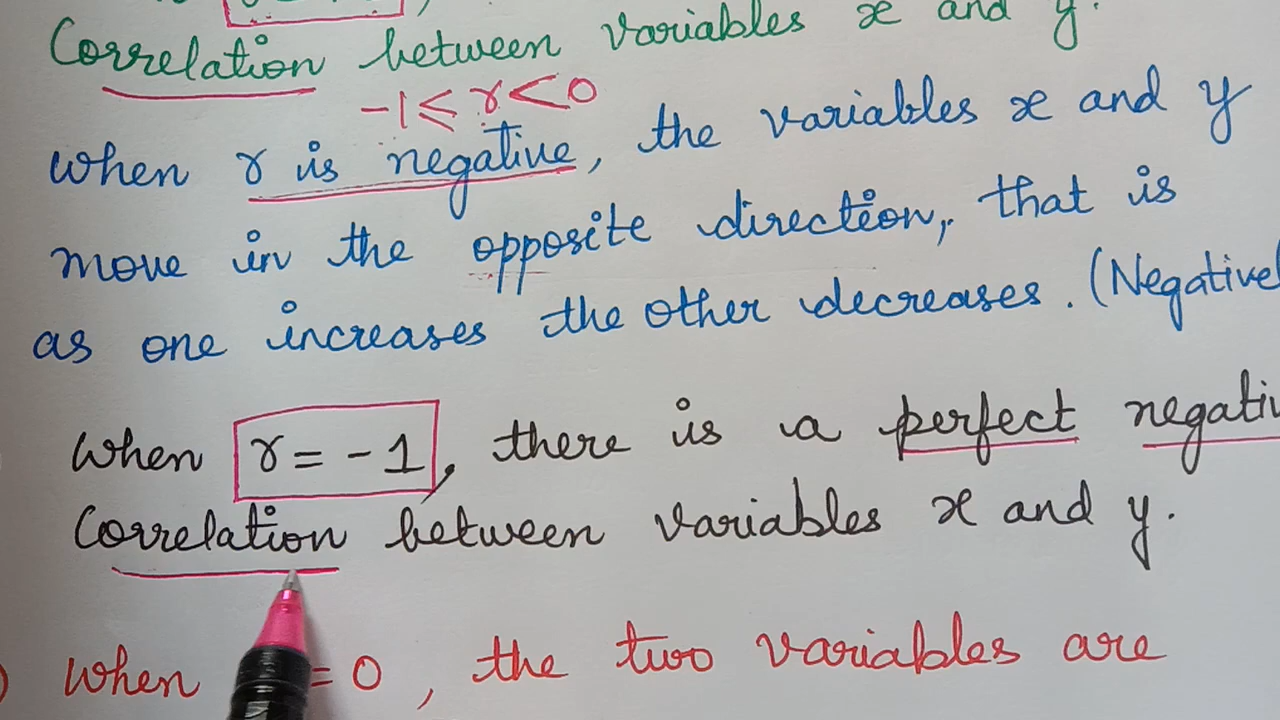 Correlation between variables x and y.
-1 ≤ r < 0
when r is negative, the variables x and y
move in the opposite direction, that is
as one increases the other decreases. (Negative
when r = -1, there is a perfect negati
Correlation between variables x and y.
when = 0, the two variables are